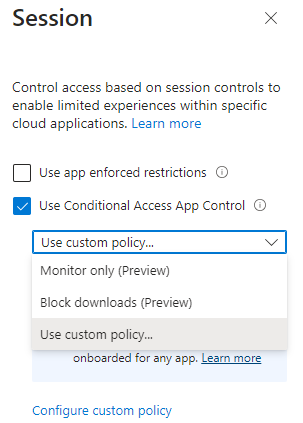 Session
Control access based on session controls to
enable limited experiences within specific
cloud applications. Learn more
Use app enforced restrictions
Use Conditional Access App Control
Use custom policy...
Monitor only (Preview)
Block downloads (Preview)
Use custom policy...
onboarded for any app. Learn more
Configure custom policy